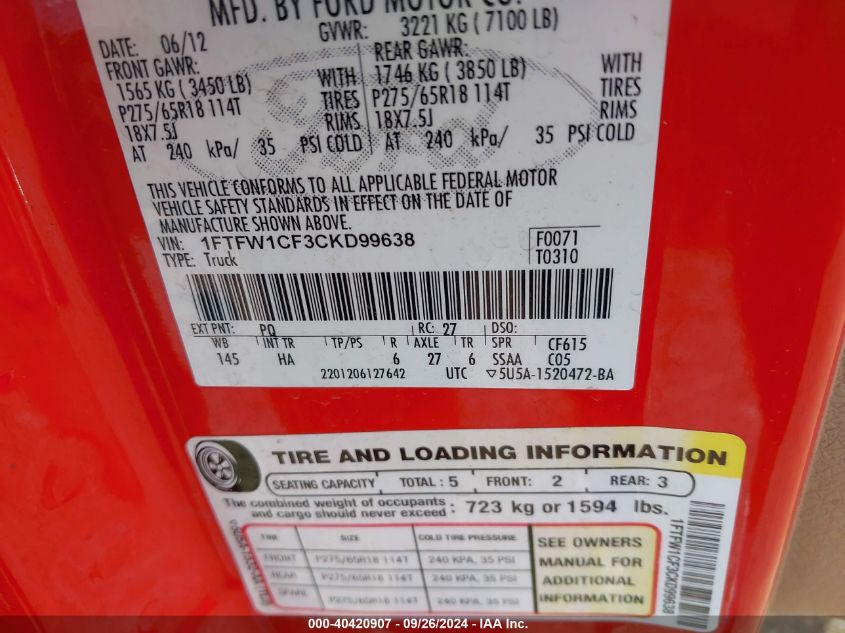 MFD. BY FORD MOTOR CO.
DATE: 06/12 GVWR: 3221 KG ( 7100 LB)
FRONT GAWR: REAR GAWR:
1565 KG ( 3450 LB) WITH 1746 KG ( 3850 LB) WITH
P275/65R18 114T TIRES P275/65R18 114T TIRES
18X7.5J RIMS 18X7.5J RIMS
AT 240 kPa/ 35 PSI COLD AT 240 kPa/ 35 PSI COLD
Ford
THIS VEHICLE CONFORMS TO ALL APPLICABLE FEDERAL MOTOR
VEHICLE SAFETY STANDARDS IN EFFECT ON THE DATE OF
MANUFACTURE SHOWN ABOVE.
VIN: 1FTFW1CF3CKD99638 F0071
TYPE: Truck T0310
EXT PNT: PQ RC: 27 DSO:
WB INT TR TP/PS R AXLE TR SPR CF615
145 HA 6 27 6 SSAA C05
2201206127642 UTC ▽5U5A-1520472-BA
TIRE AND LOADING INFORMATION
SEATING CAPACITY TOTAL : 5 FRONT: 2 REAR: 3
The combined weight of occupants
and cargo should never exceed : 723 kg or 1594 lbs.
TIRE SIZE COLD TIRE PRESSURE
FRONT P275/65R18 114T 240 KPA, 35 PSI
REAR P275/65R18 114T 240 KPA, 35 PSI
SPARE P275/65R18 114T 240 KPA, 35 PSI
SEE OWNERS
MANUAL FOR
ADDITIONAL
INFORMATION
1FTFW1CF3CKD99638
000-40420907 - 09/26/2024 - IAA Inc.